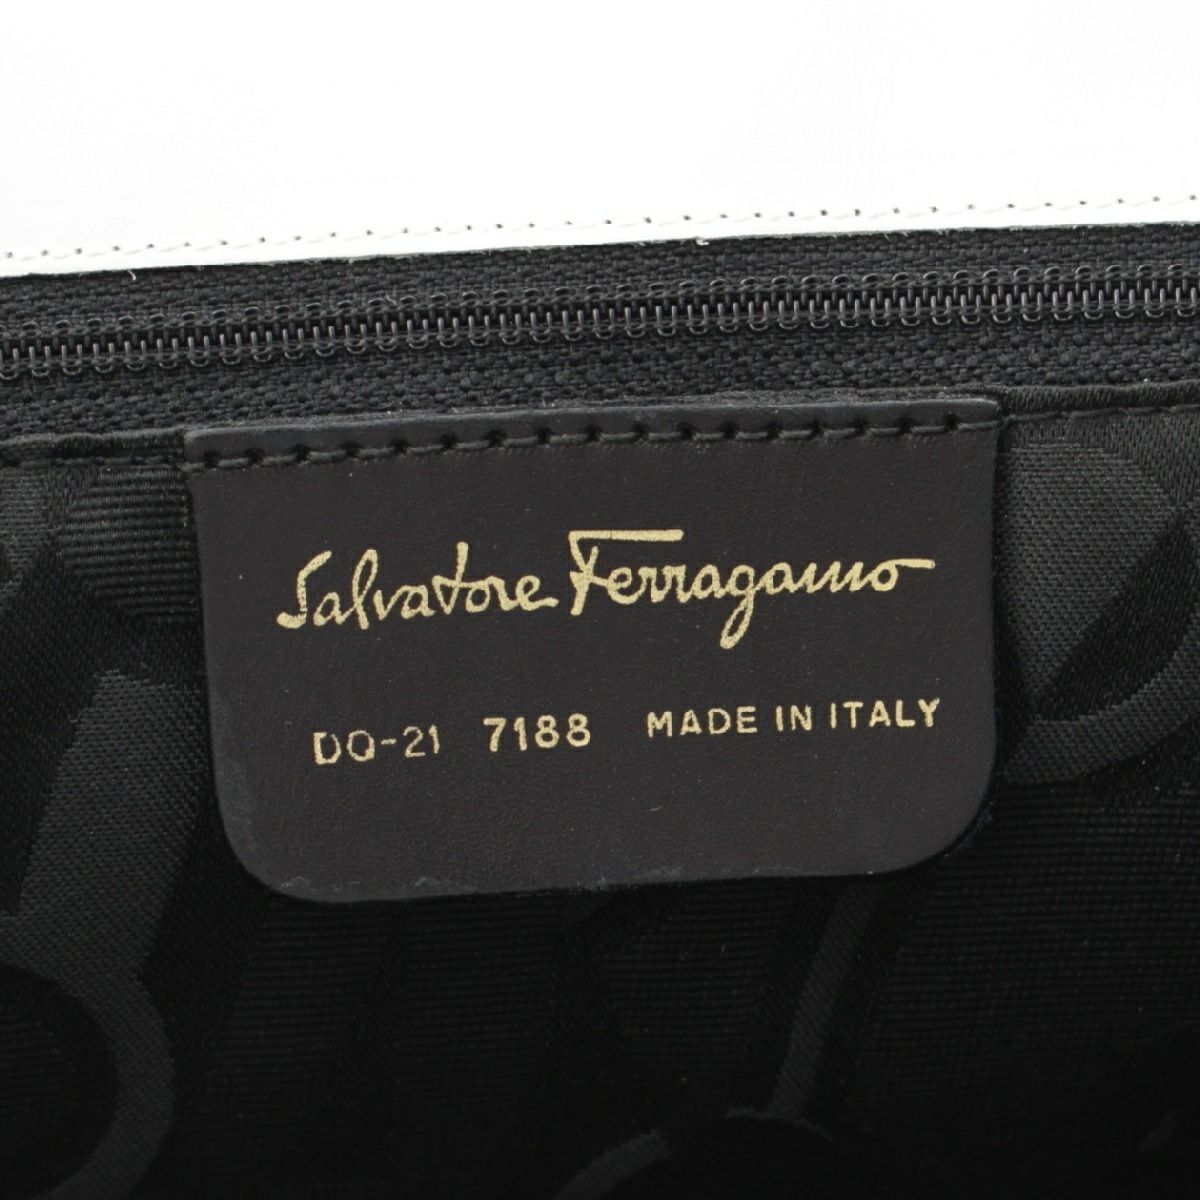 Salvatore Ferragamo
DQ-21 7188 MADE IN ITALY